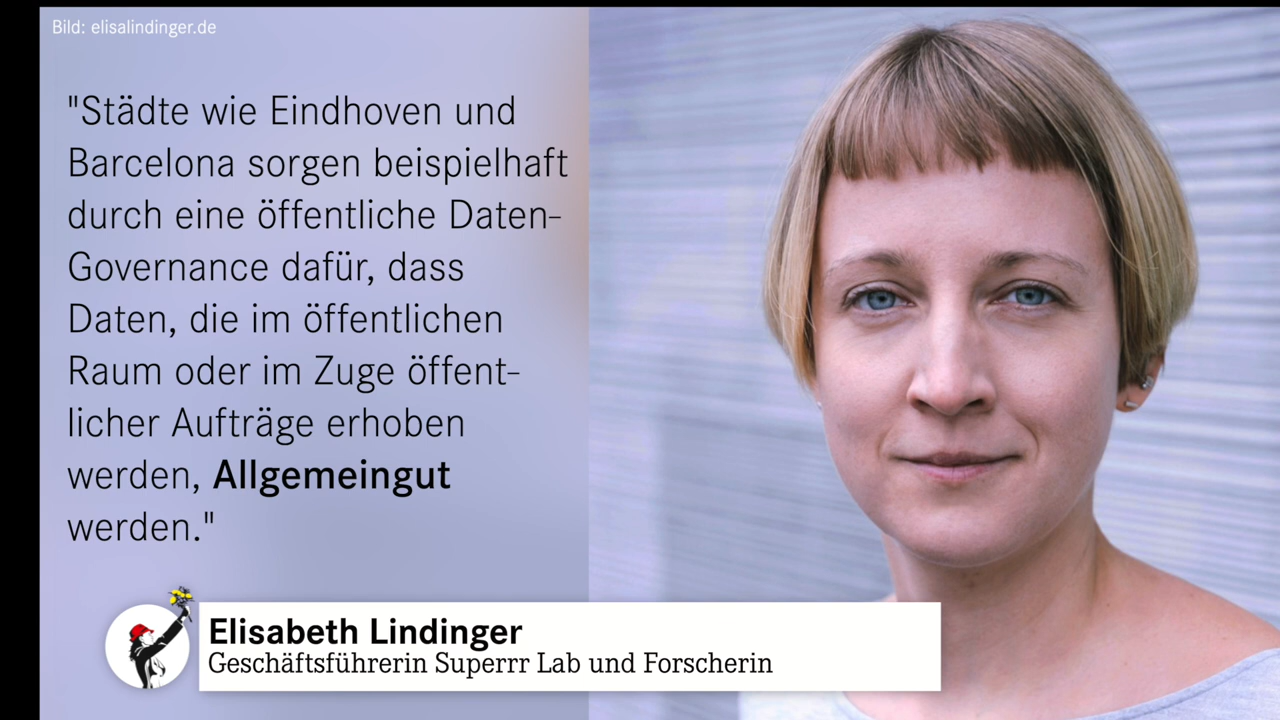 Bild: elisalindinger.de
"Städte wie Eindhoven und
Barcelona sorgen beispielhaft
durch eine öffentliche Daten-
Governance dafür, dass
Daten, die im öffentlichen
Raum oder im Zuge öffent-
licher Aufträge erhoben
werden, Allgemeingut
werden."
Elisabeth Lindinger
Geschäftsführerin Superrr Lab und Forscherin